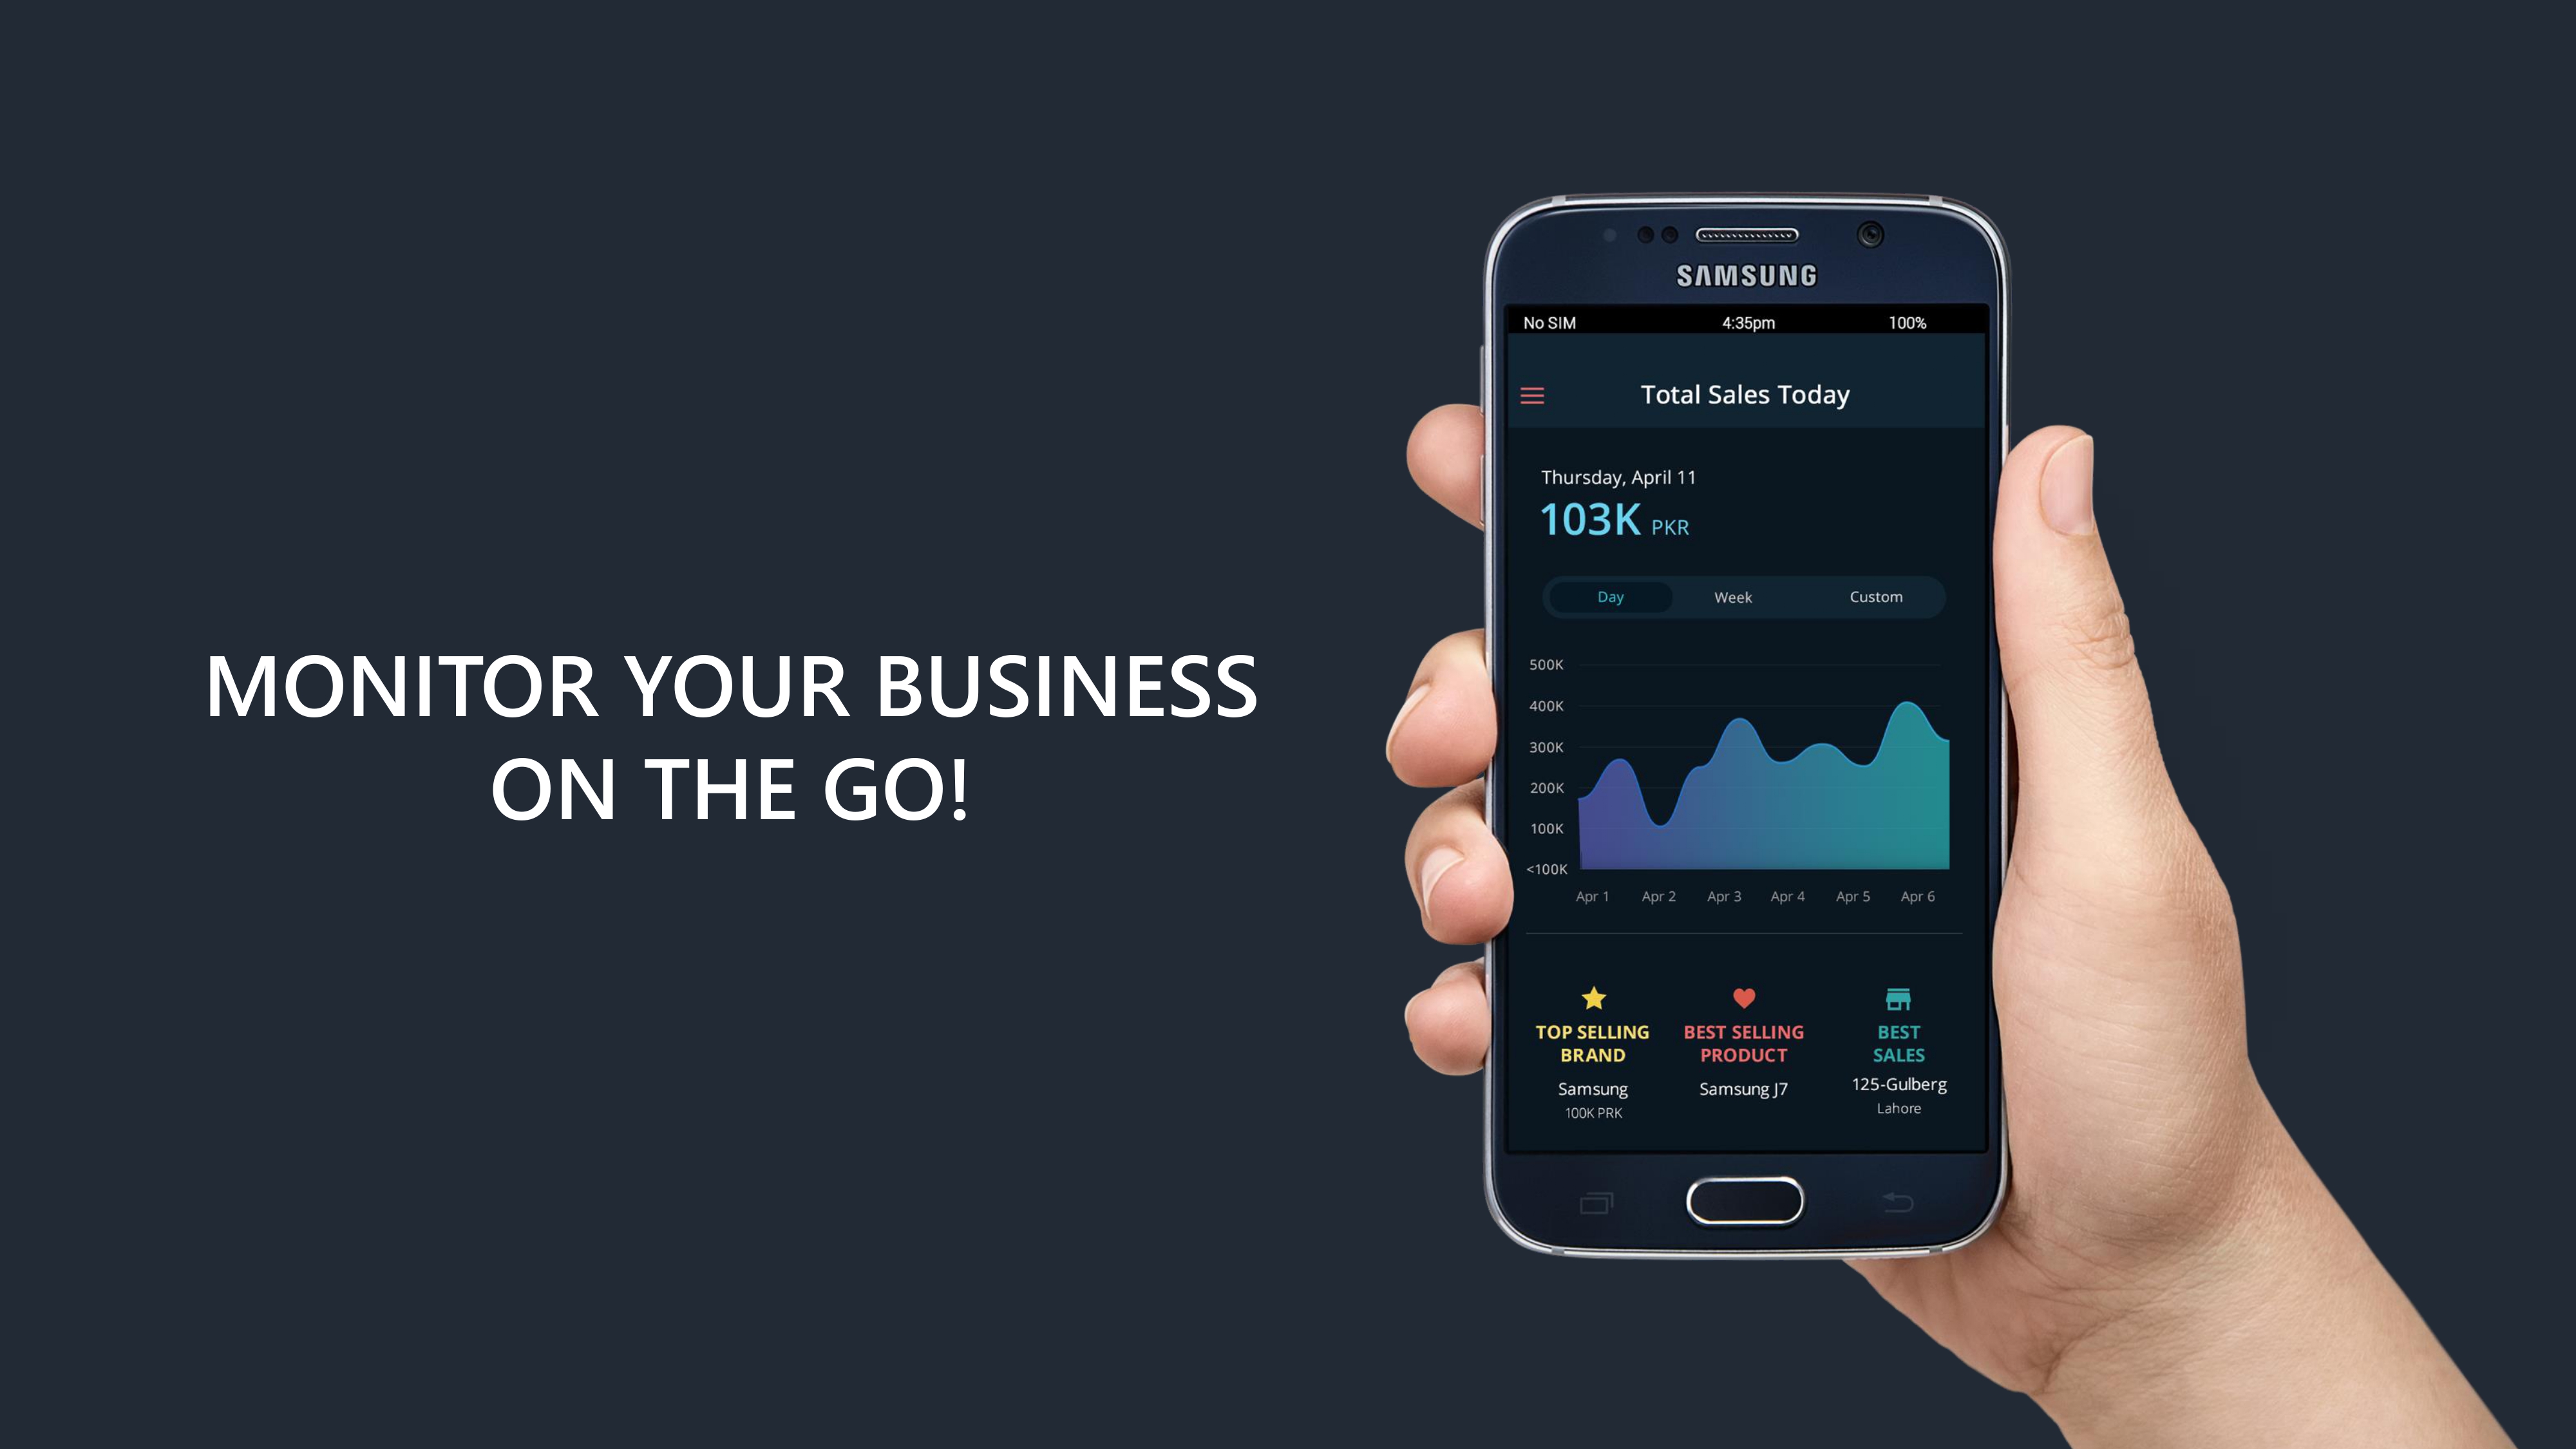 MONITOR YOUR BUSINESS
ON THE GO!
SAMSUNG
No SIM 4:35pm 100%
Total Sales Today
Thursday, April 11
103K PKR
Day Week Custom
500K
400K
300K
200K
100K
<100K
Apr 1 Apr 2 Apr 3 Apr 4 Apr 5 Apr 6
TOP SELLING
BRAND
Samsung
100K PRK
BEST SELLING
PRODUCT
Samsung J7
BEST
SALES
125-Gulberg
Lahore